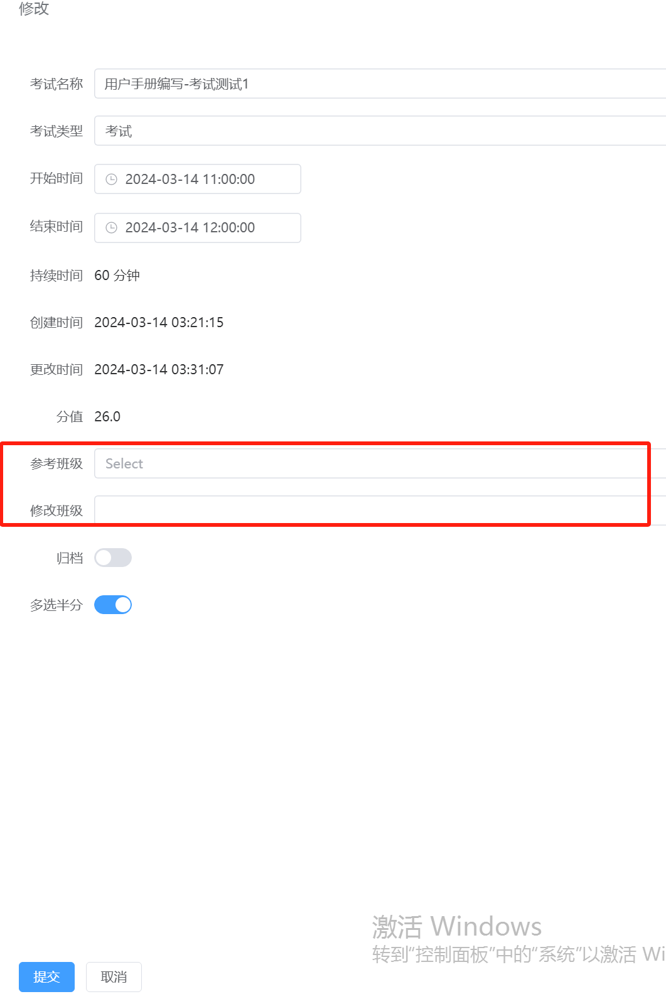 修改
考试名称 用户手册编写-考试测试1
考试类型 考试
开始时间 2024-03-14 11:00:00
结束时间 2024-03-14 12:00:00
持续时间 60 分钟
创建时间 2024-03-14 03:21:15
更改时间 2024-03-14 03:31:07
分值 26.0
参考班级 Select
修改班级
归档
多选半分
激活 Windows
转到“控制面板”中的“系统”以激活 Wi
提交 取消